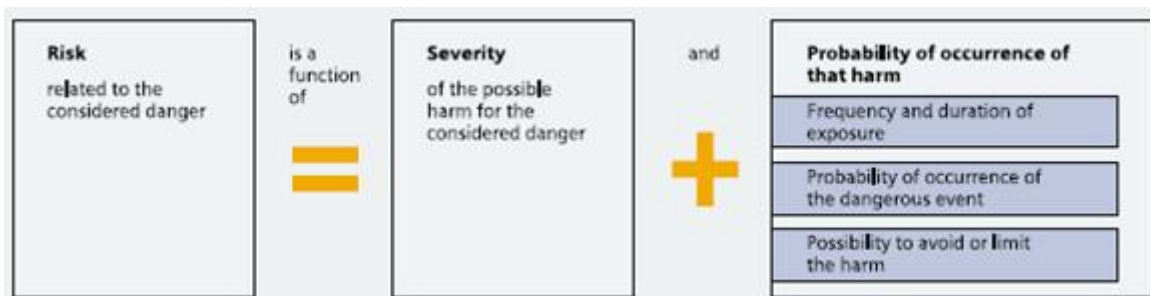 Risk
related to the
considered danger
is a
function
of
Severity
of the possible
harm for the
considered danger
and
Probability of occurrence of
that harm
Frequency and duration of
exposure
Probability of occurrence of
the dangerous event
Possibility to avoid or limit
the harm